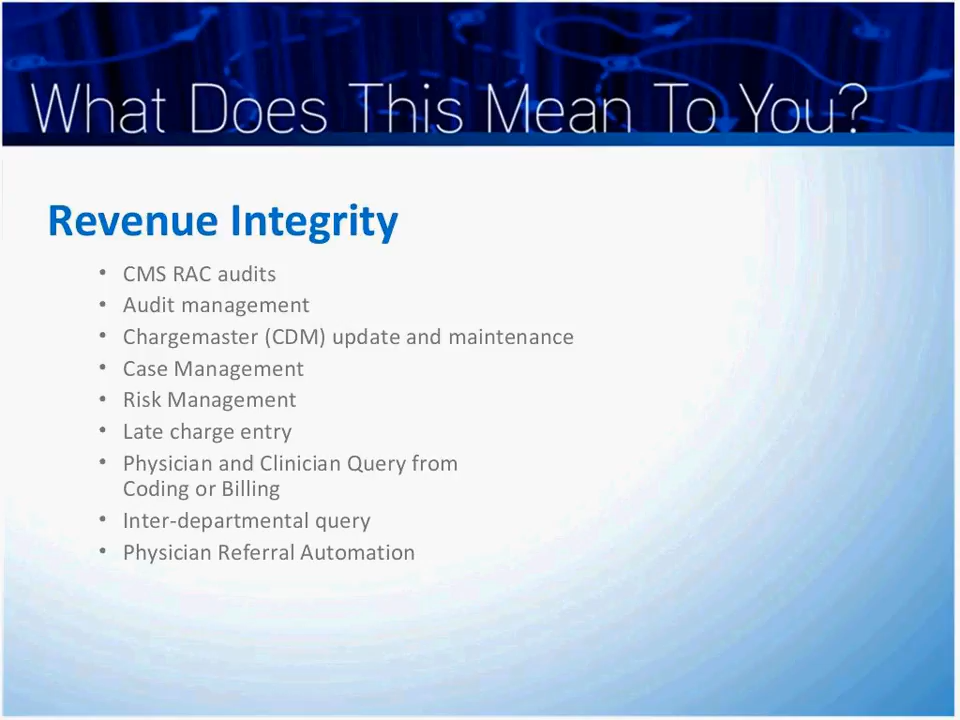 What Does This Mean To You?
Revenue Integrity
• CMS RAC audits
• Audit management
• Chargemaster (CDM) update and maintenance
• Case Management
• Risk Management
• Late charge entry
• Physician and Clinician Query from
Coding or Billing
• Inter-departmental query
• Physician Referral Automation